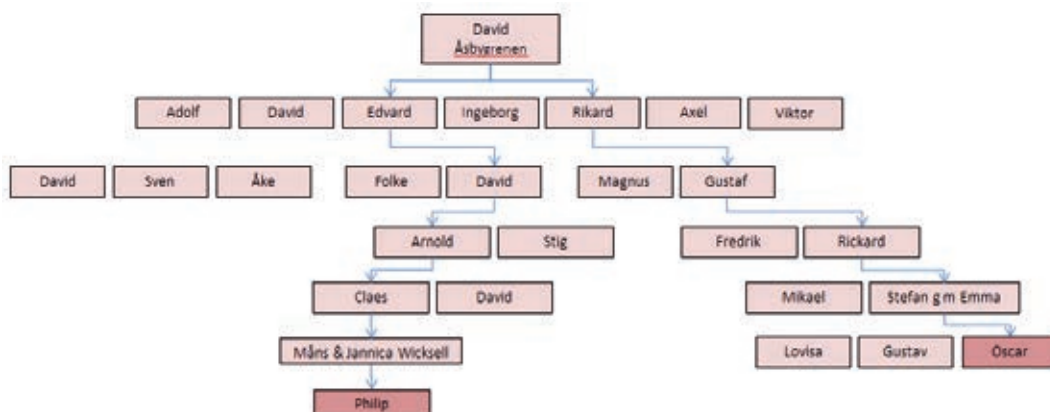 David
Åsbygrenen
Adolf David Edvard Ingeborg Rikard Axel Viktor
David Sven Åke Folke David Magnus Gustaf
Arnold Stig Fredrik Rickard
Claes David Mikael Stefan g m Emma
Måns & Jannica Wicksell Lovisa Gustav Oscar
Philip